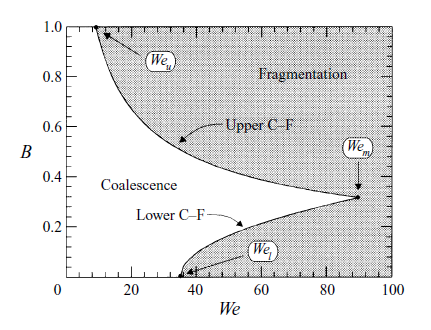 1.0
We_u
0.8
Fragmentation
0.6
Upper C–F
We_m
B
0.4
Coalescence
Lower C–F
0.2
We_l
0 20 40 60 80 100
We